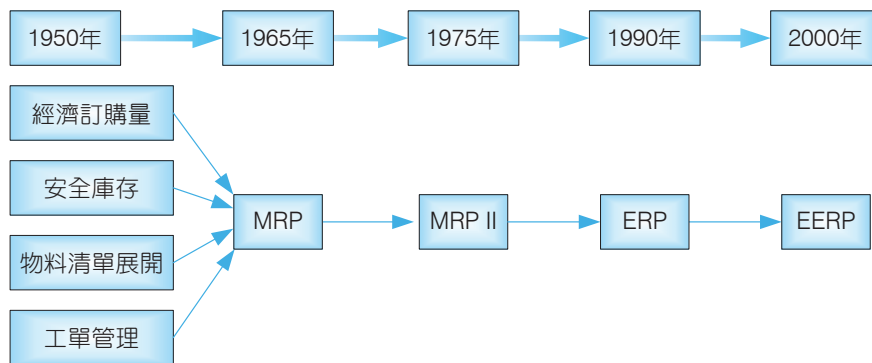 1950年
1965年
1975年
1990年
2000年
經濟訂購量
安全庫存
物料清單展開
工單管理
MRP
MRP II
ERP
EERP